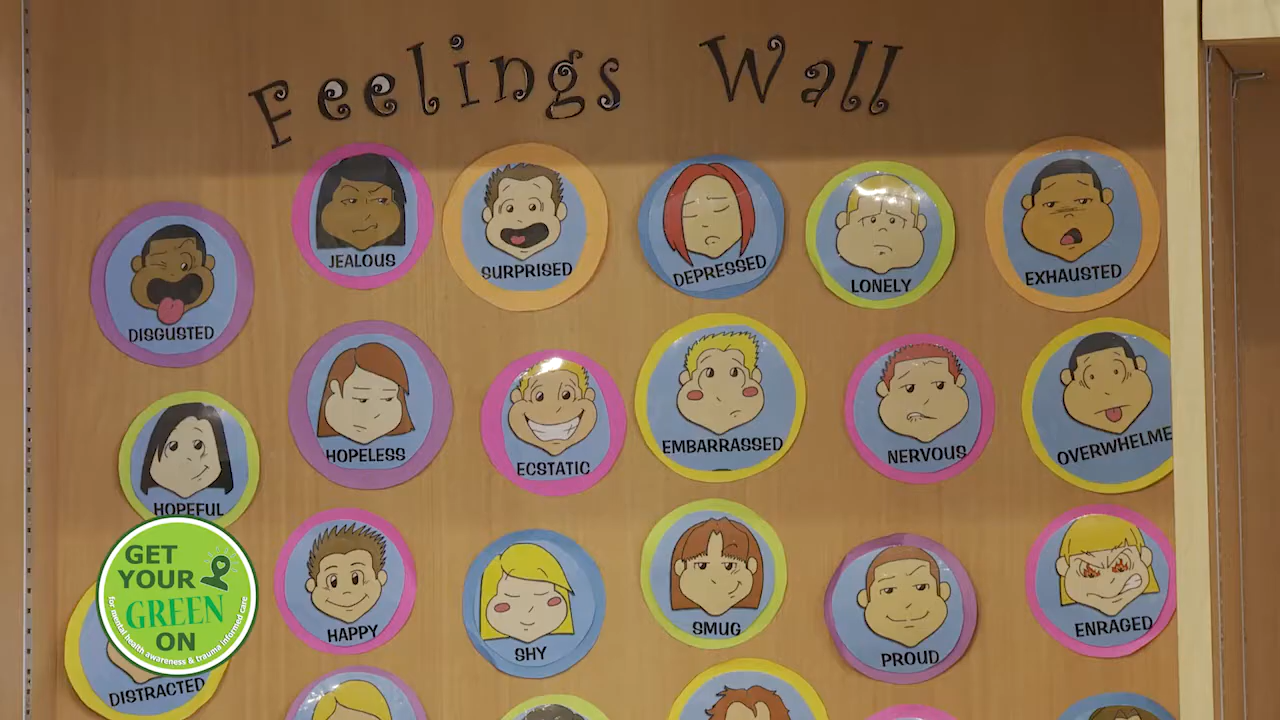 Feelings Wall
JEALOUS
SURPRISED
DEPRESSED
LONELY
EXHAUSTED
DISGUSTED
HOPELESS
ECSTATIC
EMBARRASSED
NERVOUS
OVERWHELME
HOPEFUL
HAPPY
SHY
SMUG
PROUD
ENRAGED
DISTRACTED
GET
YOUR
GREEN
ON
for mental health awareness & trauma informed care